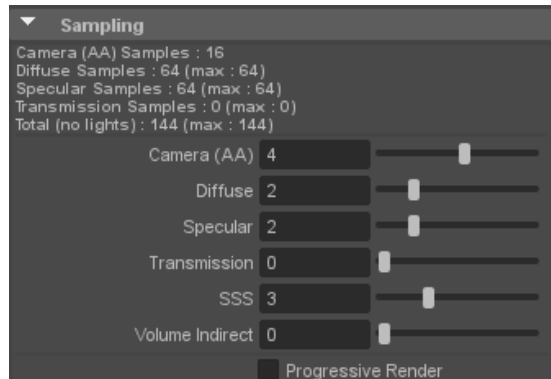 Sampling
Camera (AA) Samples : 16
Diffuse Samples : 64 (max : 64)
Specular Samples : 64 (max : 64)
Transmission Samples : 0 (max : 0)
Total (no lights) : 144 (max : 144)
Camera (AA) 4
Diffuse 2
Specular 2
Transmission 0
SSS 3
Volume Indirect 0
Progressive Render